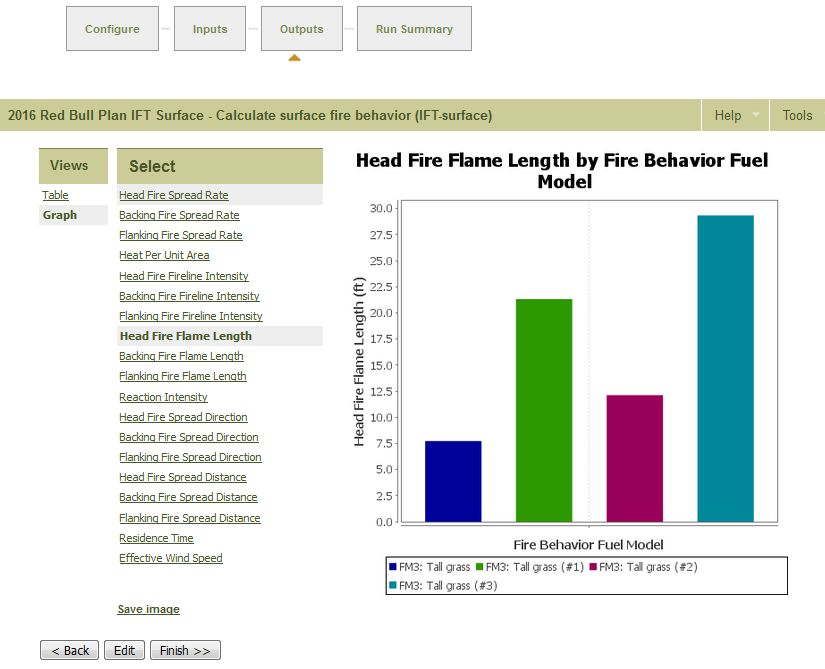 Configure Inputs Outputs Run Summary
2016 Red Bull Plan IFT Surface - Calculate surface fire behavior (IFT-surface) Help Tools
Views
Table
Graph
Select
Head Fire Spread Rate
Backing Fire Spread Rate
Flanking Fire Spread Rate
Heat Per Unit Area
Head Fire Fireline Intensity
Backing Fire Fireline Intensity
Flanking Fire Fireline Intensity
Head Fire Flame Length
Backing Fire Flame Length
Flanking Fire Flame Length
Reaction Intensity
Head Fire Spread Direction
Backing Fire Spread Direction
Flanking Fire Spread Direction
Head Fire Spread Distance
Backing Fire Spread Distance
Flanking Fire Spread Distance
Residence Time
Effective Wind Speed
Save image
Head Fire Flame Length by Fire Behavior Fuel
Model
Head Fire Flame Length (ft)
30.0
27.5
25.0
22.5
20.0
17.5
15.0
12.5
10.0
7.5
5.0
2.5
0.0
Fire Behavior Fuel Model
FM3: Tall grass FM3: Tall grass (#1) FM3: Tall grass (#2)
FM3: Tall grass (#3)
< Back Edit Finish >>